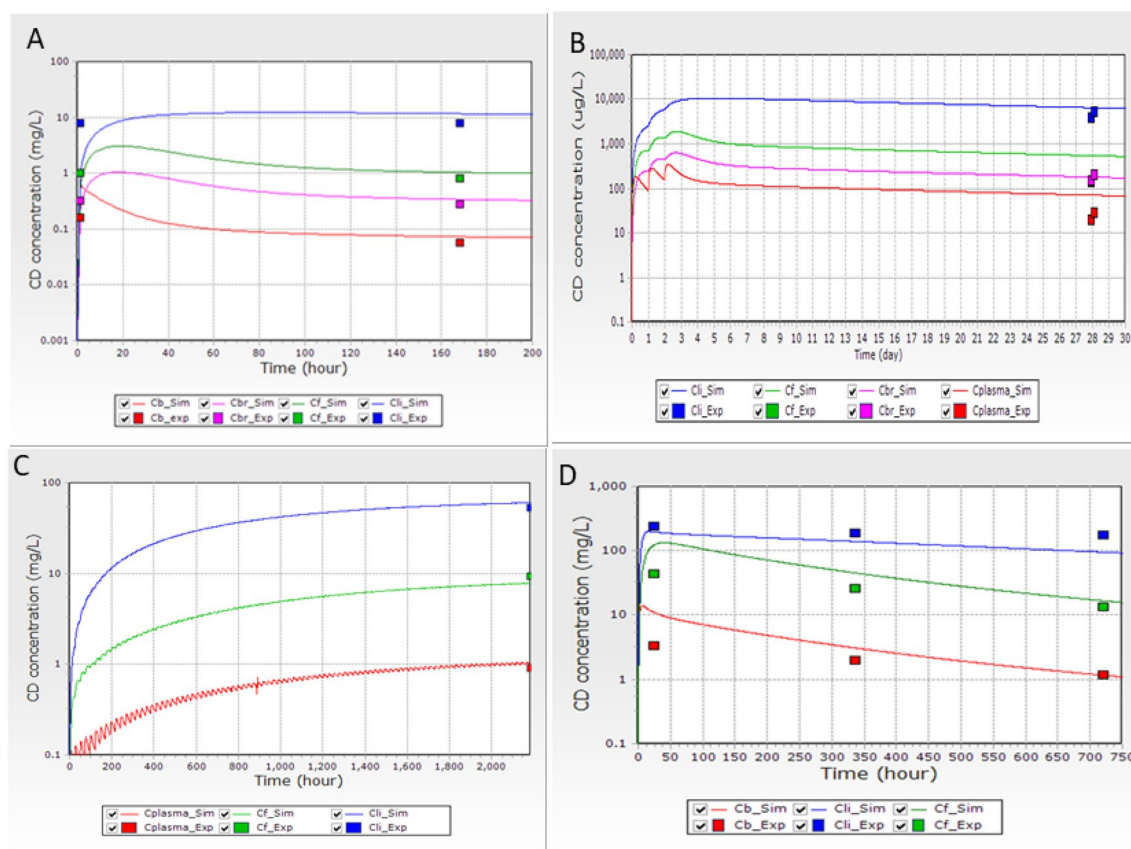 A
CD concentration (mg/L)
100
10
1
0.1
0.01
0.001
0 20 40 60 80 100 120 140 160 180 200
Time (hour)
Cb_Sim Cbr_Sim Cf_Sim Cli_Sim
Cb_exp Cbr_Exp Cf_Exp Cli_Exp
B
CD concentration (ug/L)
100,000
10,000
1,000
100
10
1
0.1
0 1 2 3 4 5 6 7 8 9 10 11 12 13 14 15 16 17 18 19 20 21 22 23 24 25 26 27 28 29 30
Time (day)
Cli_Sim Cf_Sim Cbr_Sim Cplasma_Sim
Cli_Exp Cf_Exp Cbr_Exp Cplasma_Exp
C
CD concentration (mg/L)
100
10
1
0.1
0 200 400 600 800 1,000 1,200 1,400 1,600 1,800 2,000
Time (hour)
Cplasma_Sim Cf_Sim Cli_Sim
Cplasma_Exp Cf_Exp Cli_Exp
D
CD concentration (mg/L)
1,000
100
10
1
0.1
0 50 100 150 200 250 300 350 400 450 500 550 600 650 700 750
Time (hour)
Cb_Sim Cli_Sim Cf_Sim
Cb_Exp Cli_Exp Cf_Exp